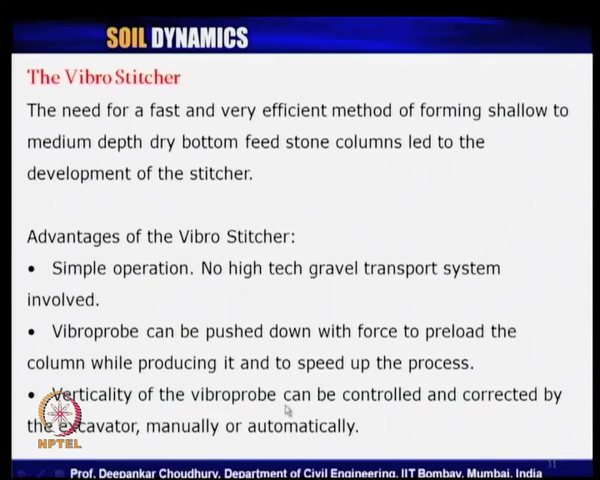 SOIL DYNAMICS
The Vibro Stitcher
The need for a fast and very efficient method of forming shallow to
medium depth dry bottom feed stone columns led to the
development of the stitcher.
Advantages of the Vibro Stitcher:
• Simple operation. No high tech gravel transport system
involved.
• Vibroprobe can be pushed down with force to preload the
column while producing it and to speed up the process.
• Verticality of the vibroprobe can be controlled and corrected by
the excavator, manually or automatically.
NPTEL
31
Prof. Deepankar Choudhury, Department of Civil Engineering, IIT Bombay, Mumbai, India